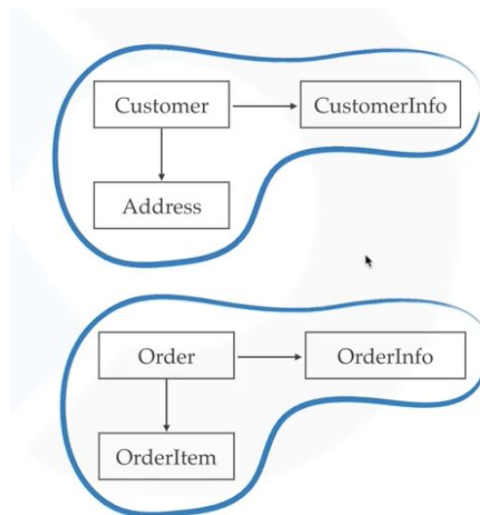 Customer
CustomerInfo
Address
Order
OrderInfo
OrderItem